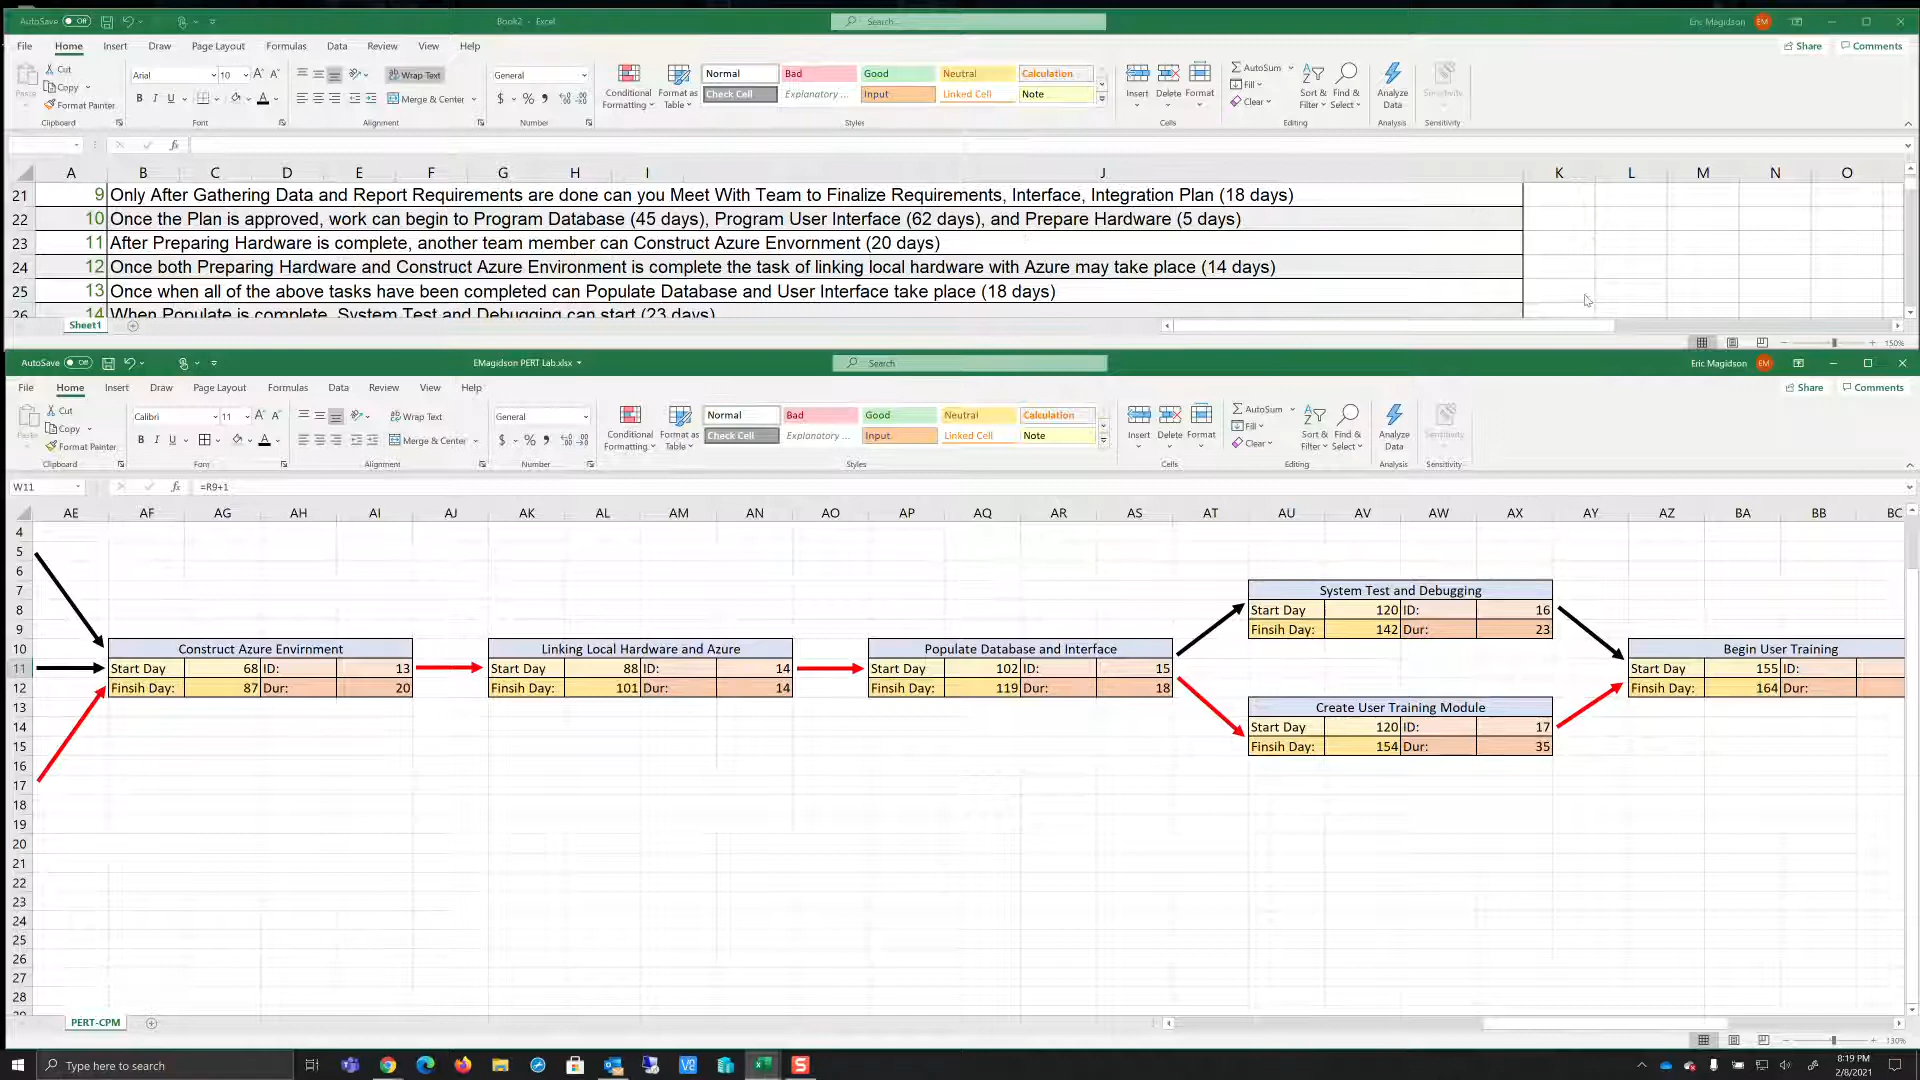 AutoSave Off Book2 - Excel Search Eric Magidson EM
File Home Insert Draw Page Layout Formulas Data Review View Help Share Comments
Cut Copy Format Painter Paste
Arial 10 Wrap Text General Normal Bad Good Neutral Calculation
Merge & Center Check Cell Explanatory ... Input Linked Cell Note
Conditional Formatting Format as Table Insert Delete Format AutoSum Fill Clear Sort & Filter Find & Select Analyze Data Sensitivity
Clipboard Font Alignment Number Styles Cells Editing Analysis Sensitivity
fx
A B C D E F G H I J K L M N O
21 9 Only After Gathering Data and Report Requirements are done can you Meet With Team to Finalize Requirements, Interface, Integration Plan (18 days)
22 10 Once the Plan is approved, work can begin to Program Database (45 days), Program User Interface (62 days), and Prepare Hardware (5 days)
23 11 After Preparing Hardware is complete, another team member can Construct Azure Envornment (20 days)
24 12 Once both Preparing Hardware and Construct Azure Environment is complete the task of linking local hardware with Azure may take place (14 days)
25 13 Once when all of the above tasks have been completed can Populate Database and User Interface take place (18 days)
26 14 When Populate is complete, System Test and Debugging can start (23 days)
Sheet1
150%
AutoSave Off EMagidson PERT Lab.xlsx Search Eric Magidson EM
File Home Insert Draw Page Layout Formulas Data Review View Help Share Comments
Cut Copy Format Painter Paste
Calibri 11 Wrap Text General Normal Bad Good Neutral Calculation
Merge & Center Check Cell Explanatory ... Input Linked Cell Note
Conditional Formatting Format as Table Insert Delete Format AutoSum Fill Clear Sort & Filter Find & Select Analyze Data Sensitivity
Clipboard Font Alignment Number Styles Cells Editing Analysis Sensitivity
W11 fx =R9+1
AE AF AG AH AI AJ AK AL AM AN AO AP AQ AR AS AT AU AV AW AX AY AZ BA BB BC
4
5
6
7 System Test and Debugging
8 Start Day 120 ID: 16
9 Finsih Day: 142 Dur: 23
10 Construct Azure Envirnment Linking Local Hardware and Azure Populate Database and Interface Begin User Training
11 Start Day 68 ID: 13 Start Day 88 ID: 14 Start Day 102 ID: 15 Start Day 155 ID:
12 Finsih Day: 87 Dur: 20 Finsih Day: 101 Dur: 14 Finsih Day: 119 Dur: 18 Finsih Day: 164 Dur:
13 Create User Training Module
14 Start Day 120 ID: 17
15 Finsih Day: 154 Dur: 35
16
17
18
19
20
21
22
23
24
25
26
27
28
29
PERT-CPM
130%
Type here to search
8:19 PM
2/8/2021